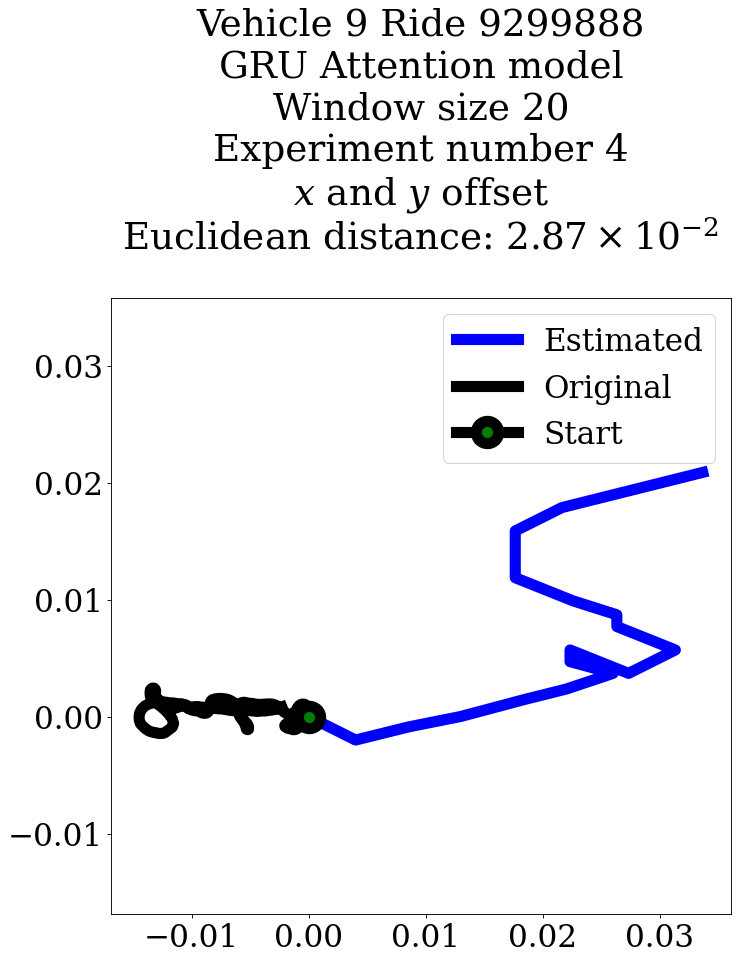 Vehicle 9 Ride 9299888
GRU Attention model
Window size 20
Experiment number 4
x and y offset
Euclidean distance: 2.87 × 10⁻²
Estimated
Original
Start
0.03
0.02
0.01
0.00
−0.01
−0.01 0.00 0.01 0.02 0.03